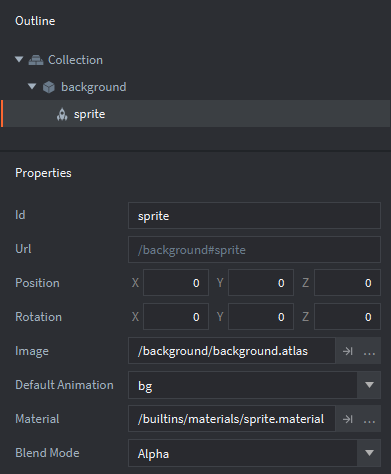 Outline
Collection
background
sprite
Properties
Id sprite
Url /background#sprite
Position X 0 Y 0 Z 0
Rotation X 0 Y 0 Z 0
Image /background/background.atlas ...
Default Animation bg
Material /builtins/materials/sprite.material ...
Blend Mode Alpha